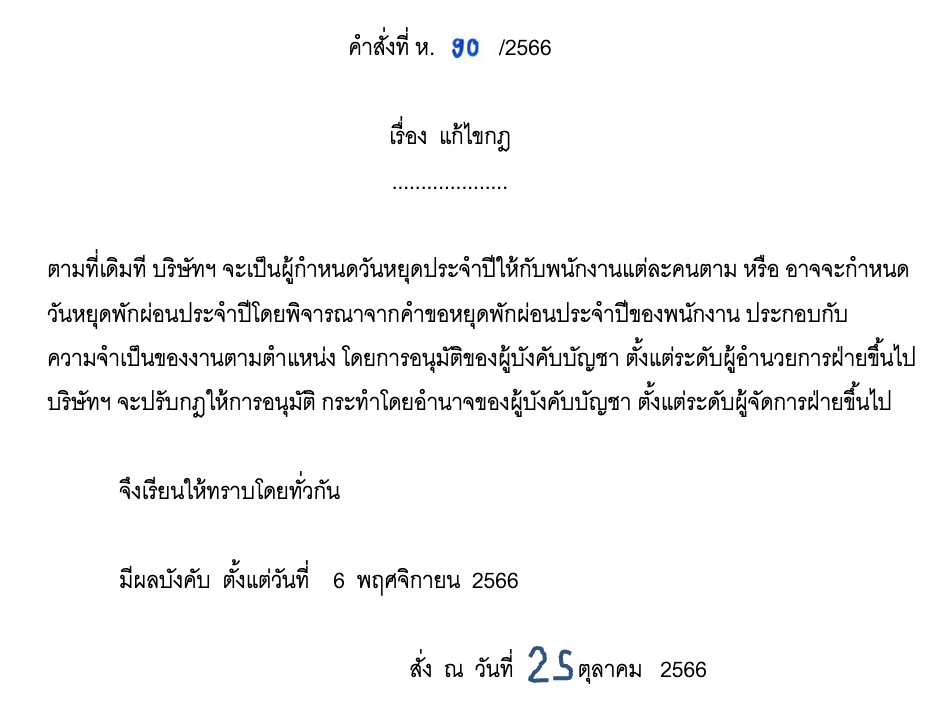 คำสั่งที่ ห. 90 /2566
เรื่อง แก้ไขกฎ
....................
ตามที่เดิมที บริษัทฯ จะเป็นผู้กำหนดวันหยุดประจำปีให้กับพนักงานแต่ละคนตาม หรือ อาจจะกำหนด
วันหยุดพักผ่อนประจำปีโดยพิจารณาจากคำขอหยุดพักผ่อนประจำปีของพนักงาน ประกอบกับ
ความจำเป็นของงานตามตำแหน่ง โดยการอนุมัติของผู้บังคับบัญชา ตั้งแต่ระดับผู้อำนวยการฝ่ายขึ้นไป
บริษัทฯ จะปรับกฎให้การอนุมัติ กระทำโดยอำนาจของผู้บังคับบัญชา ตั้งแต่ระดับผู้จัดการฝ่ายขึ้นไป
จึงเรียนให้ทราบโดยทั่วกัน
มีผลบังคับ ตั้งแต่วันที่ 6 พฤศจิกายน 2566
สั่ง ณ วันที่ 25 ตุลาคม 2566